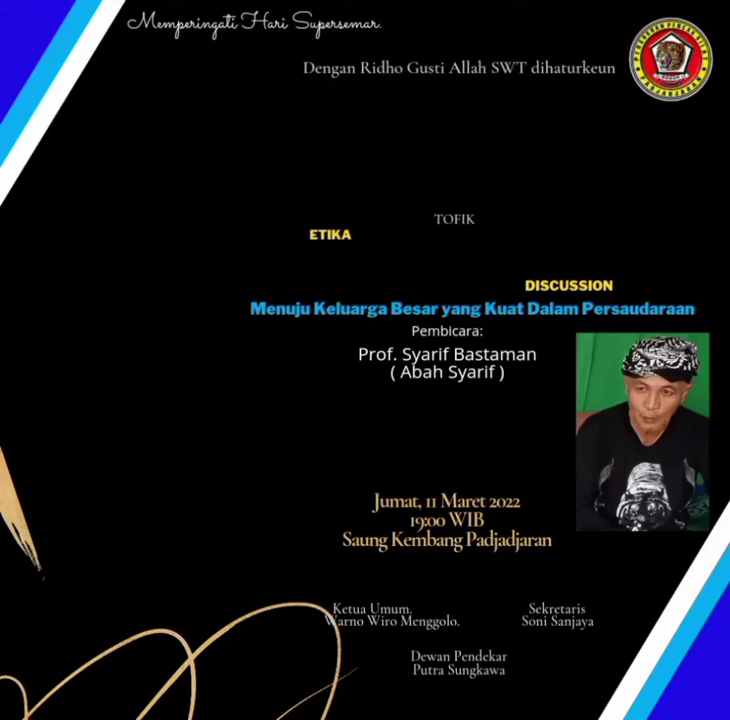 Memperingati Hari Supersemar.
Dengan Ridho Gusti Allah SWT dihaturkeun
TOFIK
ETIKA
DISCUSSION
Menuju Keluarga Besar yang Kuat Dalam Persaudaraan
Pembicara:
Prof. Syarif Bastaman
( Abah Syarif )
Jumat, 11 Maret 2022
19:00 WIB
Saung Kembang Padjadjaran
Ketua Umum.
Warno Wiro Menggolo.
Sekretaris
Soni Sanjaya
Dewan Pendekar
Putra Sungkawa